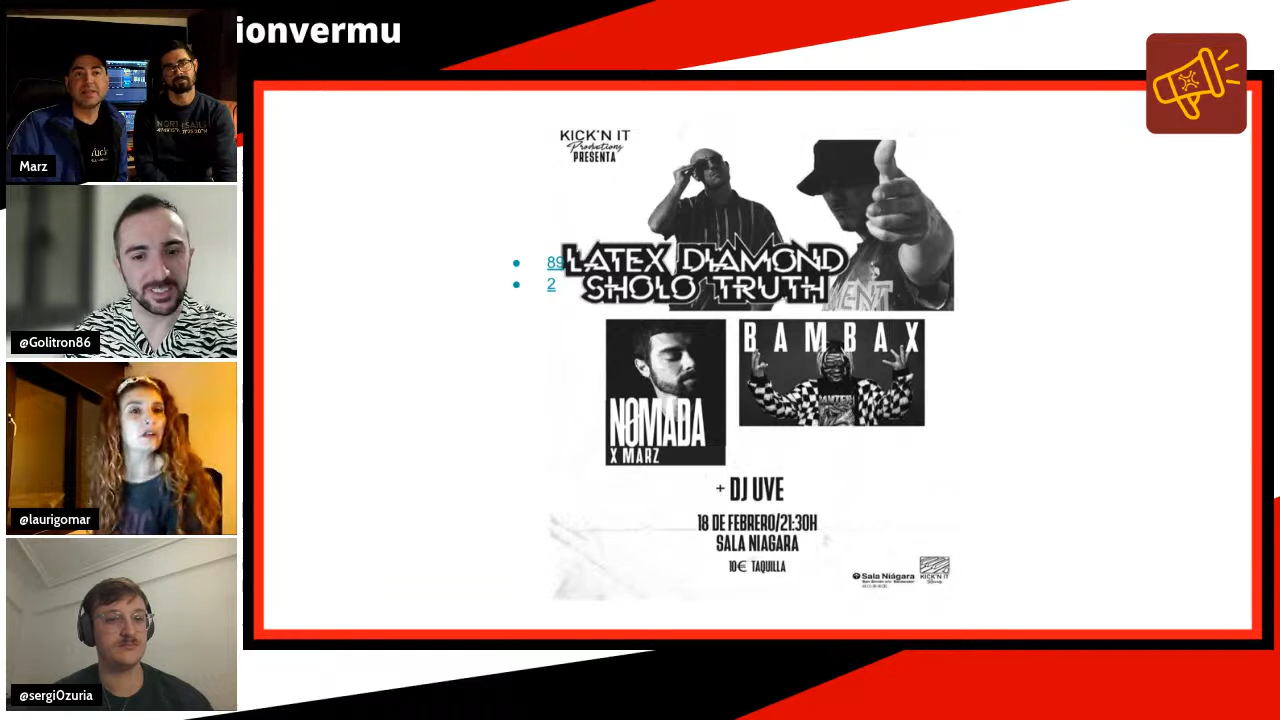 ionvermu
Marz
@Golitron86
@laurigomar
@sergi0zuria
KICK'N IT
Productions
PRESENTA
89
2
LATEX DIAMOND
SHOLO TRUTH
BAMBAX
NOMADA
X MARZ
+ DJ UVE
18 DE FEBRERO/21:30H
SALA NIAGARA
10€ TAQUILLA
Sala Niágara
KICK'N IT